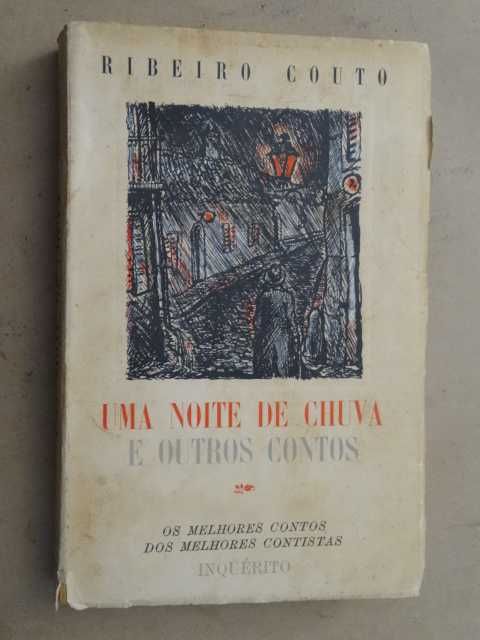 RIBEIRO COUTO
UMA NOITE DE CHUVA
E OUTROS CONTOS
OS MELHORES CONTOS
DOS MELHORES CONTISTAS
INQUÉRITO